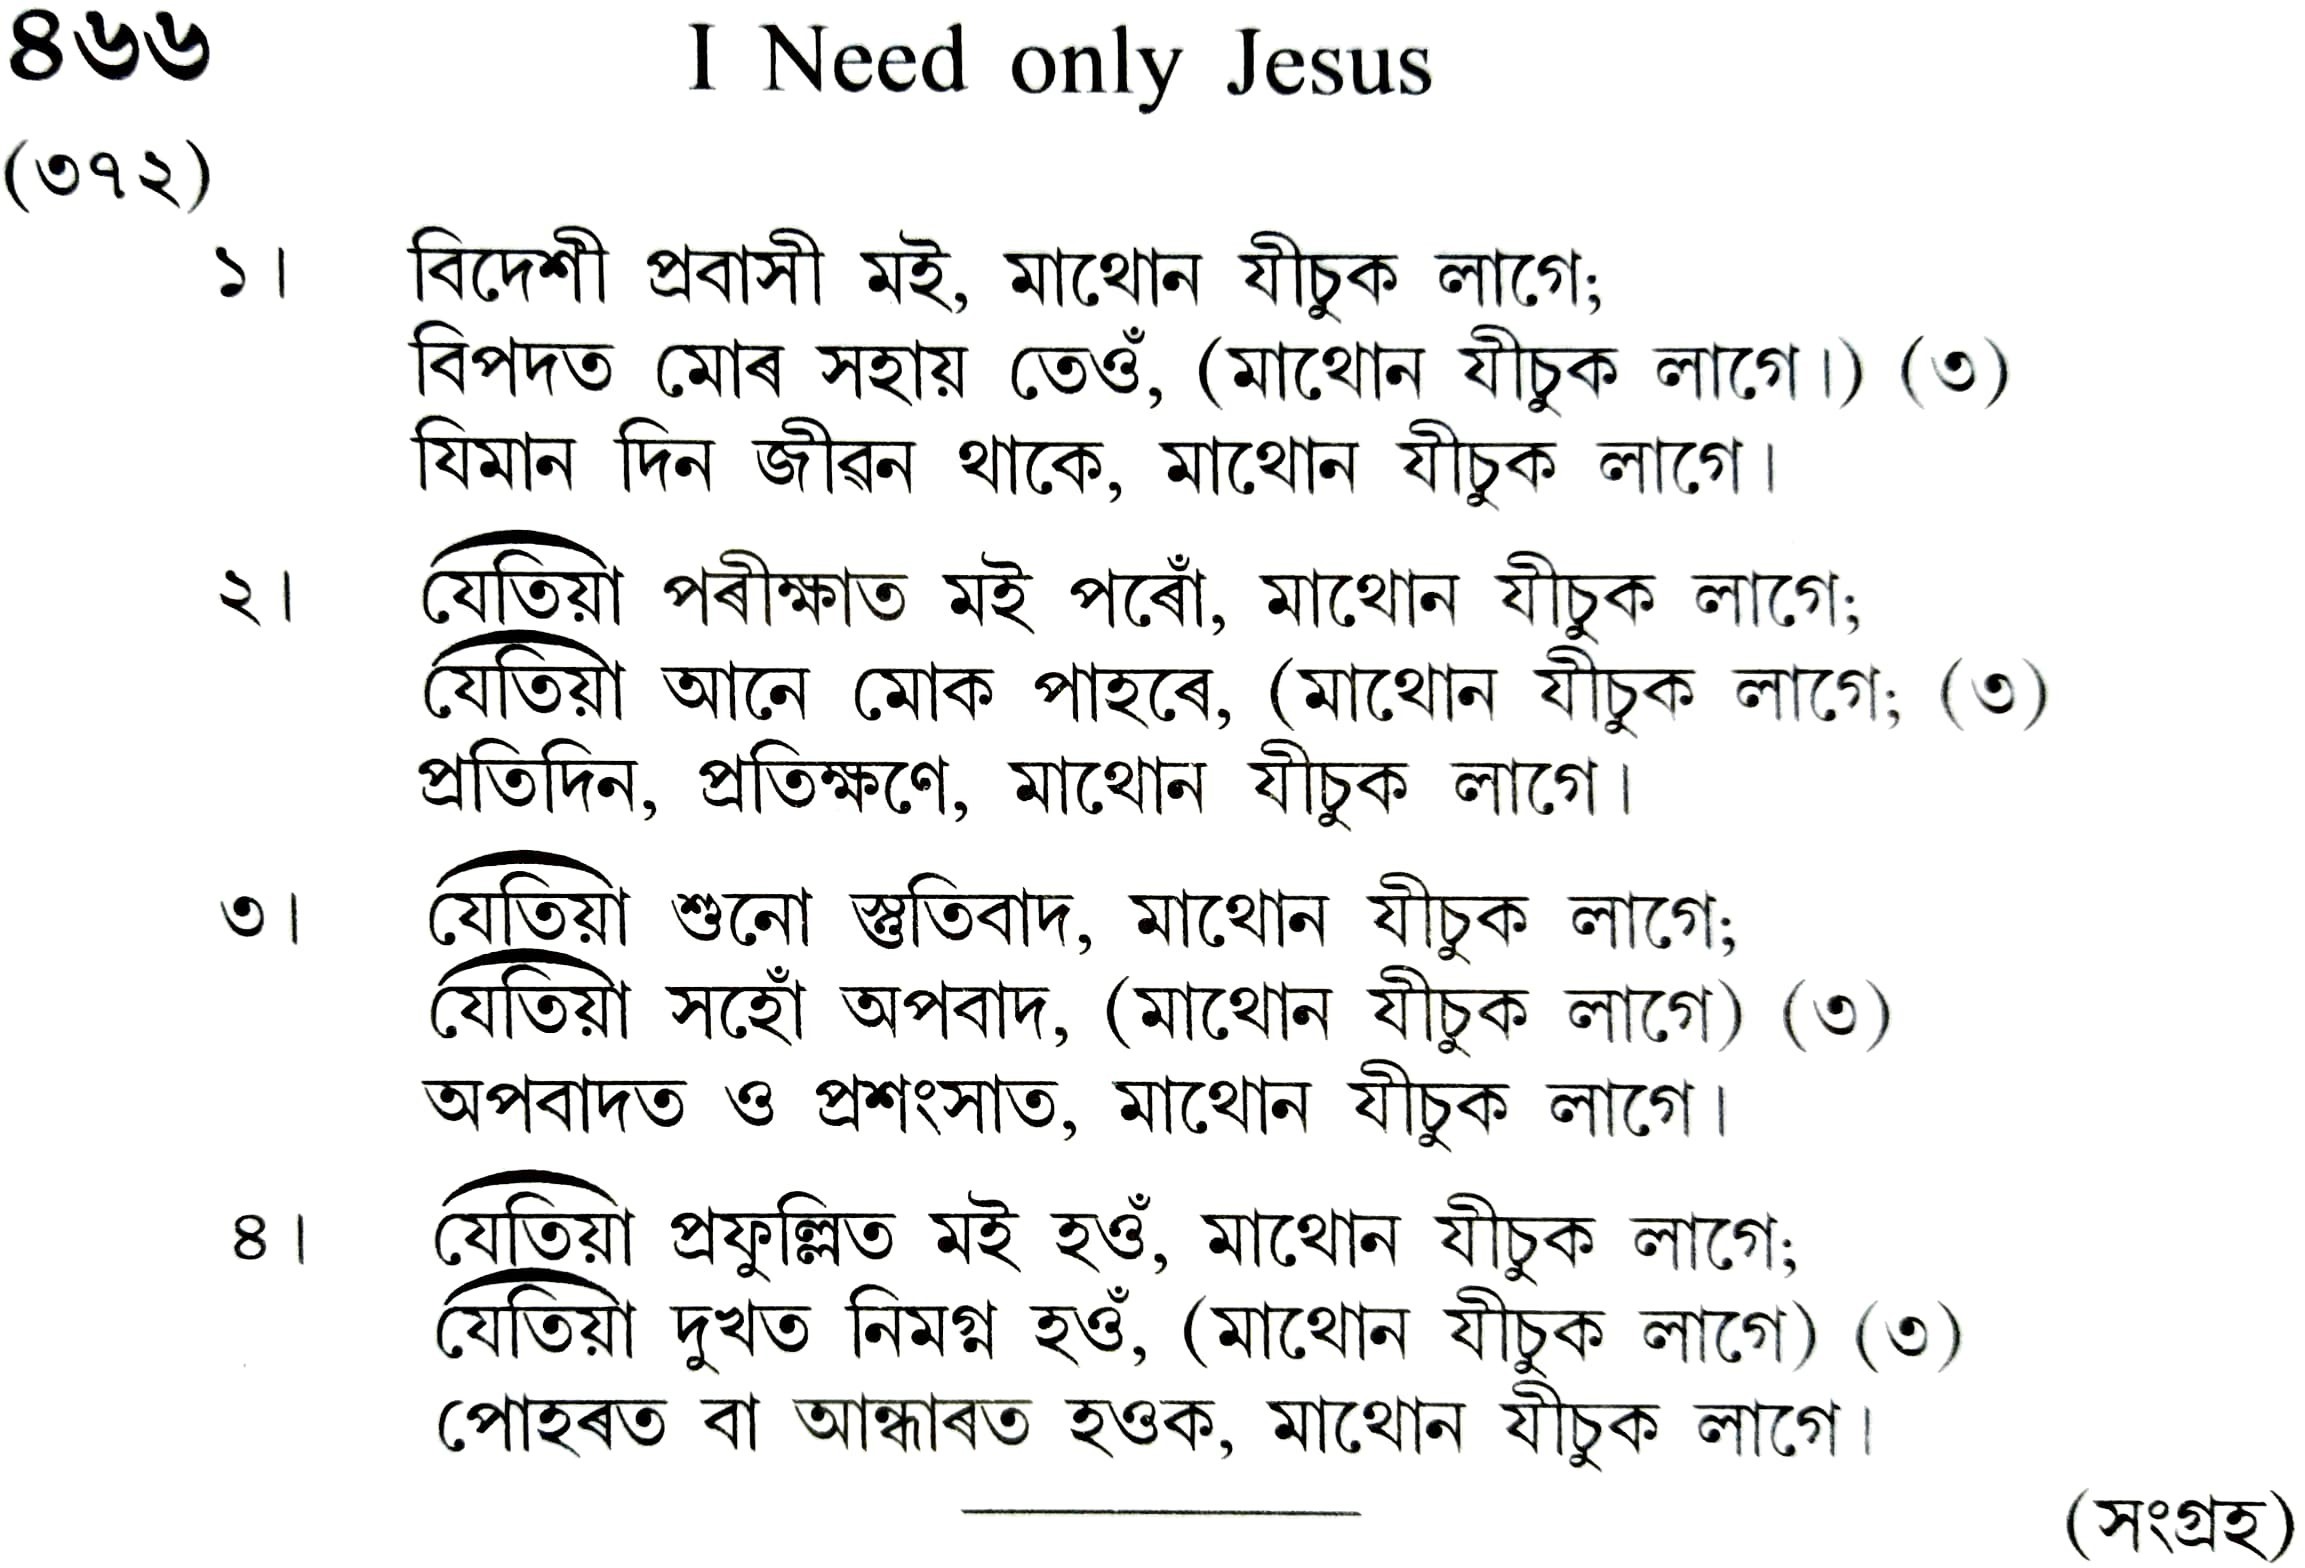 ৪৬৬ I Need only Jesus
(৩৭২)
১। বিদেশী প্ৰবাসী মই, মাথোন যীচুক লাগে;
বিপদত মোৰ সহায় তেওঁ, (মাথোন যীচুক লাগে।) (৩)
যিমান দিন জীৱন থাকে, মাথোন যীচুক লাগে।
২। যেতিয়া পৰীক্ষাত মই পৰোঁ, মাথোন যীচুক লাগে;
যেতিয়া আনে মোক পাহৰে, (মাথোন যীচুক লাগে; (৩)
প্ৰতিদিন, প্ৰতিক্ষণে, মাথোন যীচুক লাগে।
৩। যেতিয়া শুনো স্তুতিবাদ, মাথোন যীচুক লাগে;
যেতিয়া সহোঁ অপবাদ, (মাথোন যীচুক লাগে) (৩)
অপবাদত ও প্ৰশংসাত, মাথোন যীচুক লাগে।
৪। যেতিয়া প্ৰফুল্লিত মই হওঁ, মাথোন যীচুক লাগে;
যেতিয়া দুখত নিমগ্ন হওঁ, (মাথোন যীচুক লাগে) (৩)
পোহৰত বা আন্ধাৰত হওক, মাথোন যীচুক লাগে।
(সংগ্ৰহ)